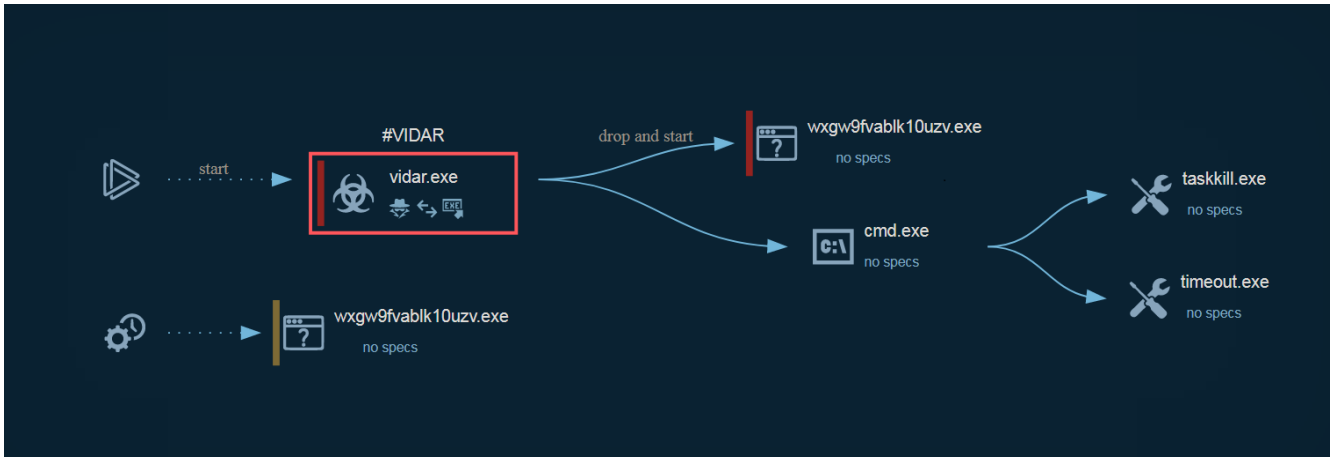 #VIDAR
start
vidar.exe
EXE
drop and start
wxgw9fvablk10uzv.exe
no specs
C:\
cmd.exe
no specs
taskkill.exe
no specs
timeout.exe
no specs
?
wxgw9fvablk10uzv.exe
no specs
?